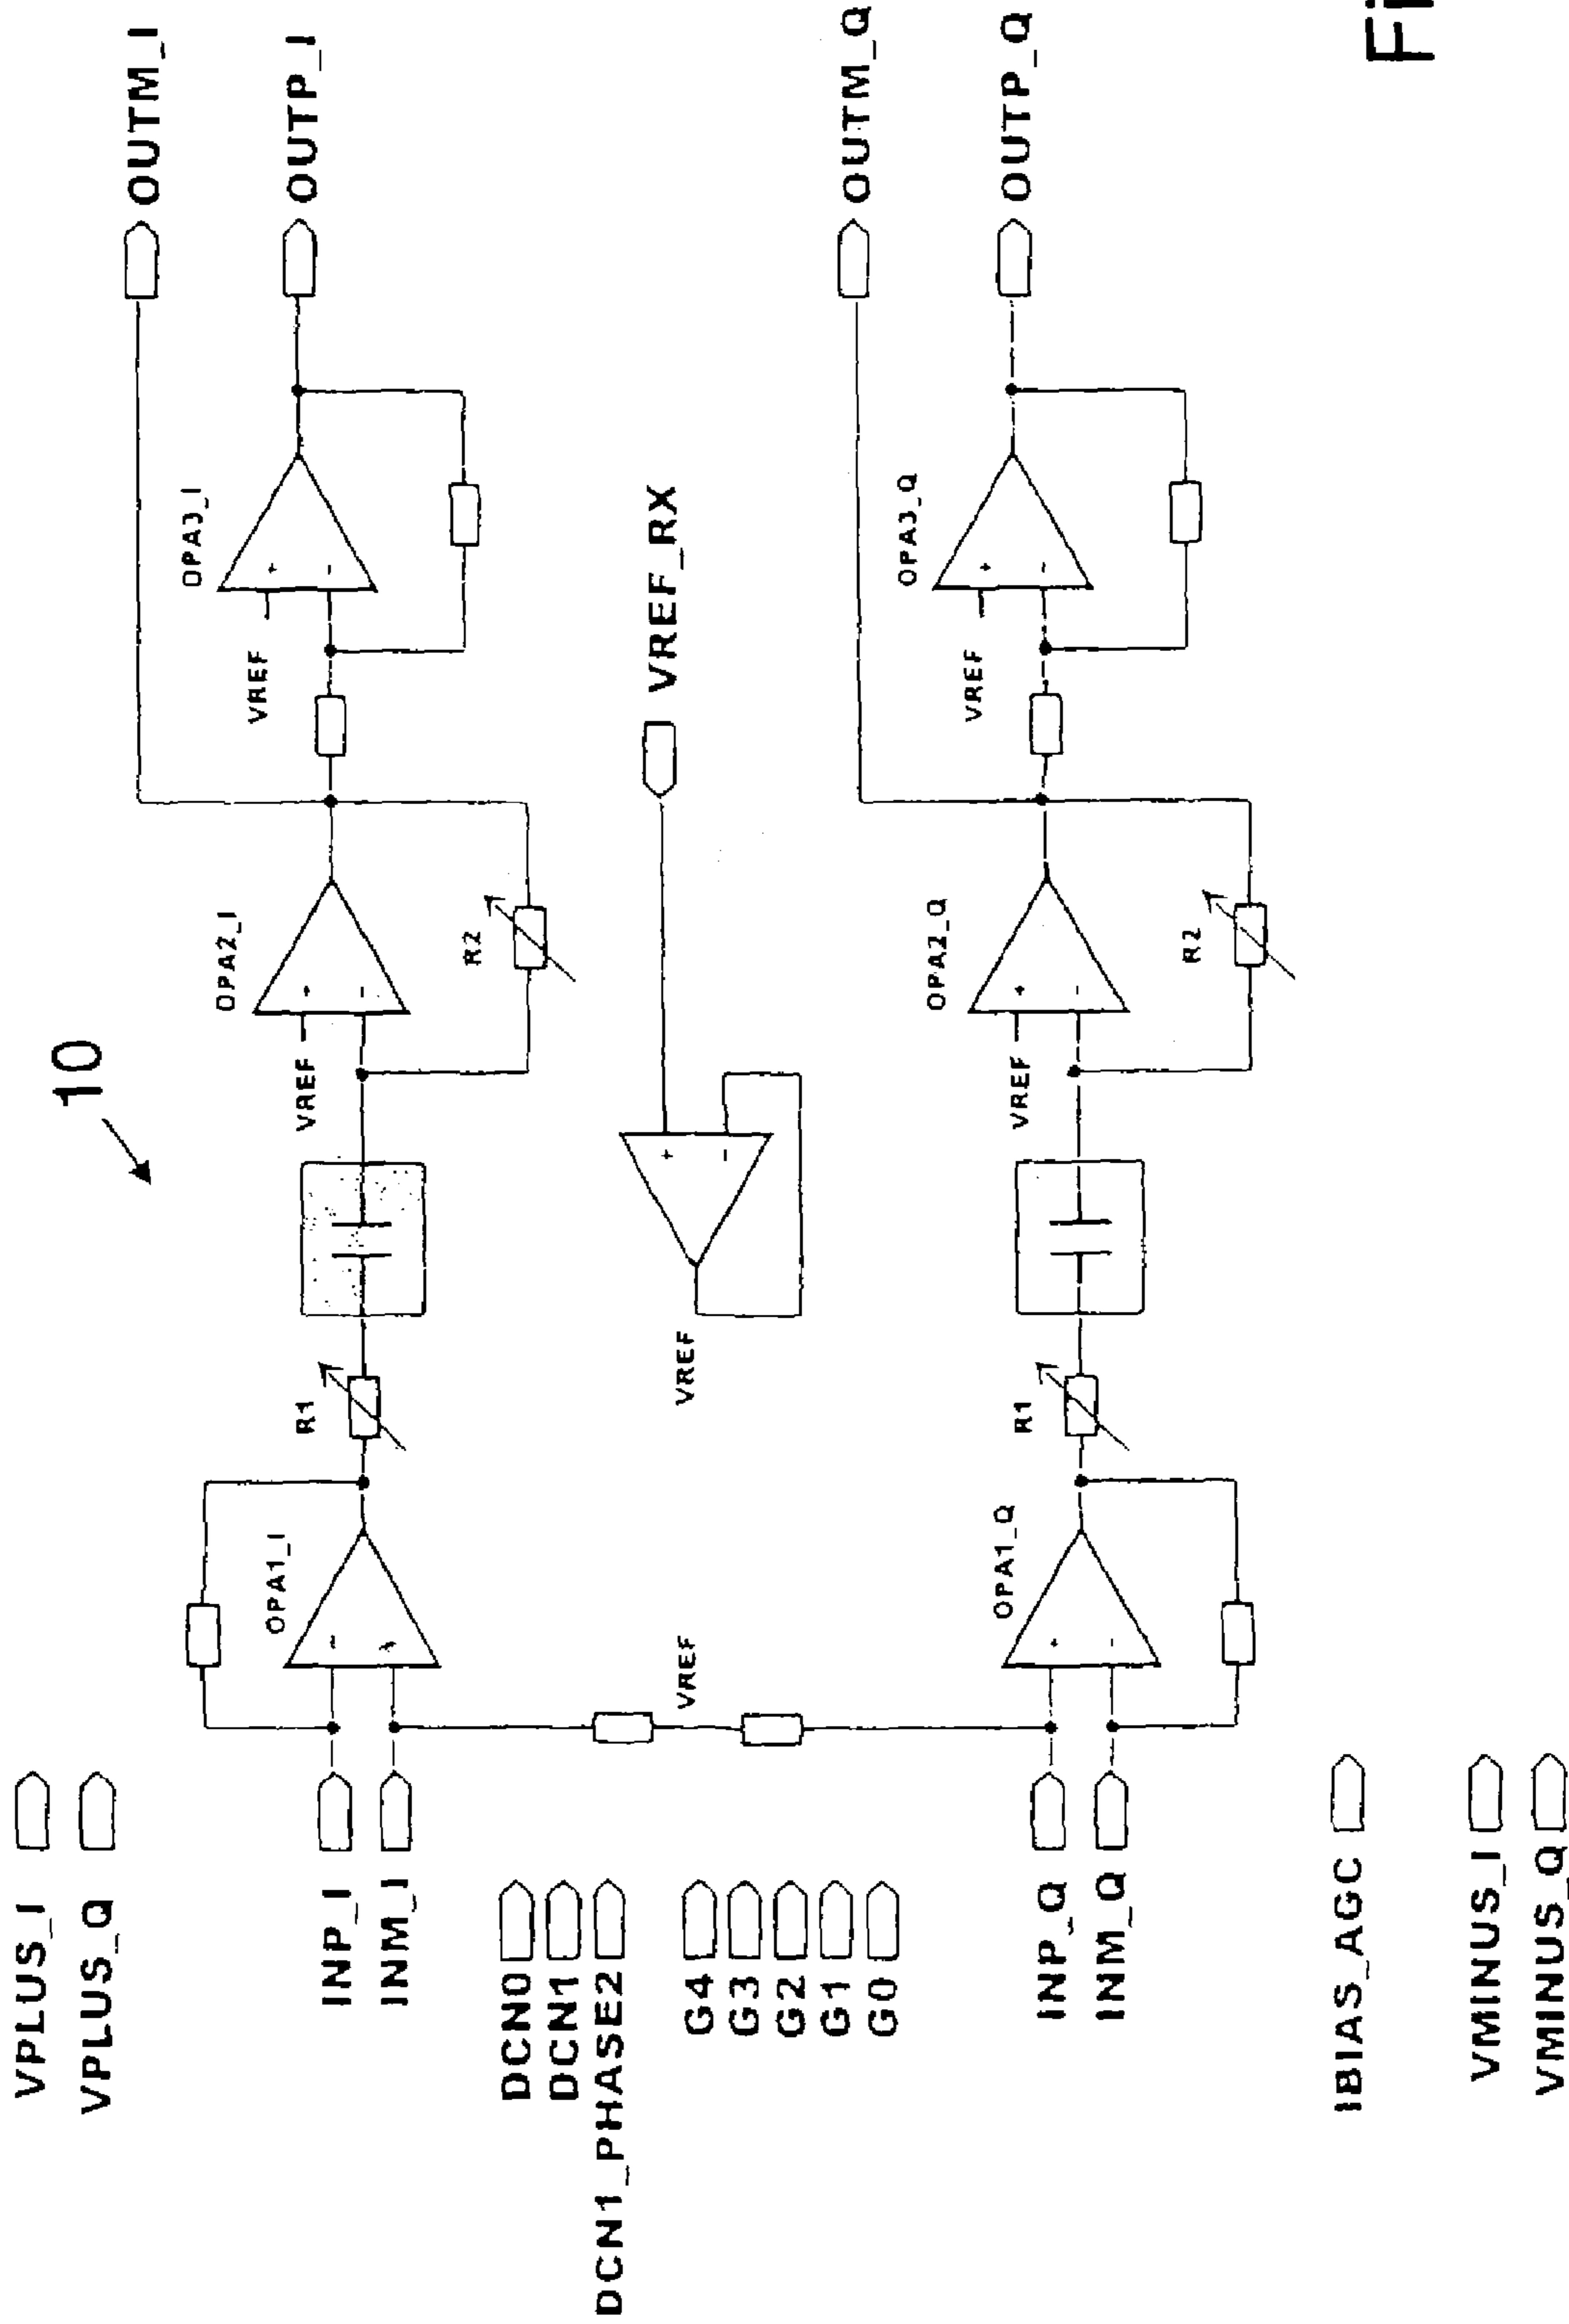 10
VPLUS_I
VPLUS_Q
OUTM_I
OUTP_I
OPA1_I
R1
VREF
OPA2_I
R2
VREF
OPA3_I
INP_I
INM_I
DCN0
DCN1
DCN1_PHASE2
VREF
VREF
VREF_RX
G4
G3
G2
G1
G0
OUTM_Q
OUTP_Q
OPA1_Q
R1
VREF
OPA2_Q
R2
VREF
OPA3_Q
INP_Q
INM_Q
IBIAS_AGC
VMINUS_I
VMINUS_Q